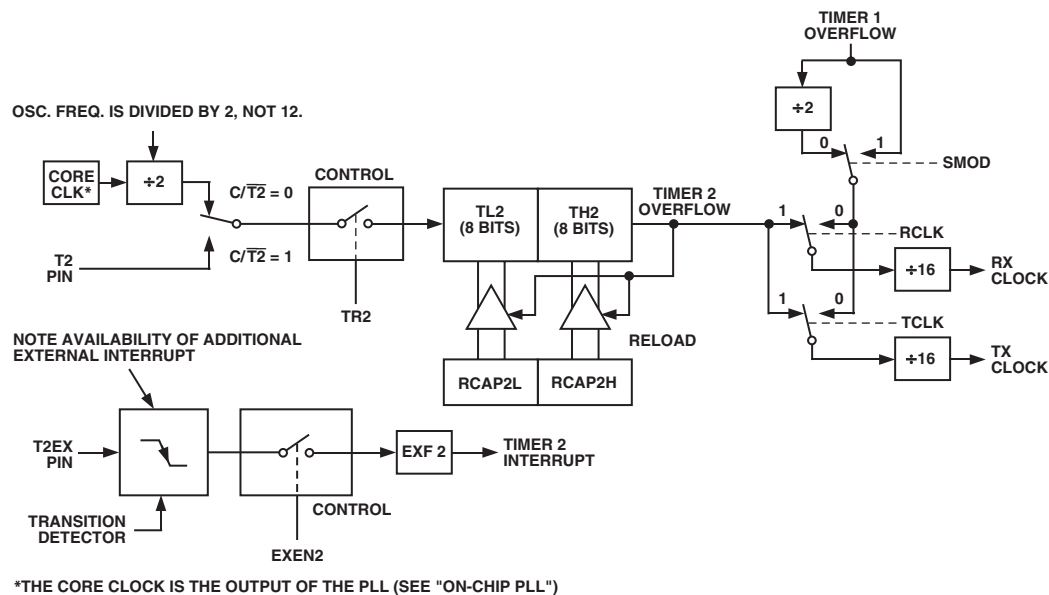 TIMER 1
OVERFLOW
OSC. FREQ. IS DIVIDED BY 2, NOT 12.
÷2
0
1
SMOD
CORE
CLK*
÷2
C/T2̅ = 0
CONTROL
TL2
(8 BITS)
TH2
(8 BITS)
TIMER 2
OVERFLOW
1
0
RCLK
T2
PIN
C/T2̅ = 1
÷16
RX
CLOCK
TR2
1
0
TCLK
RELOAD
NOTE AVAILABILITY OF ADDITIONAL
EXTERNAL INTERRUPT
÷16
TX
CLOCK
RCAP2L
RCAP2H
T2EX
PIN
EXF 2
TIMER 2
INTERRUPT
CONTROL
TRANSITION
DETECTOR
EXEN2
*THE CORE CLOCK IS THE OUTPUT OF THE PLL (SEE "ON-CHIP PLL")